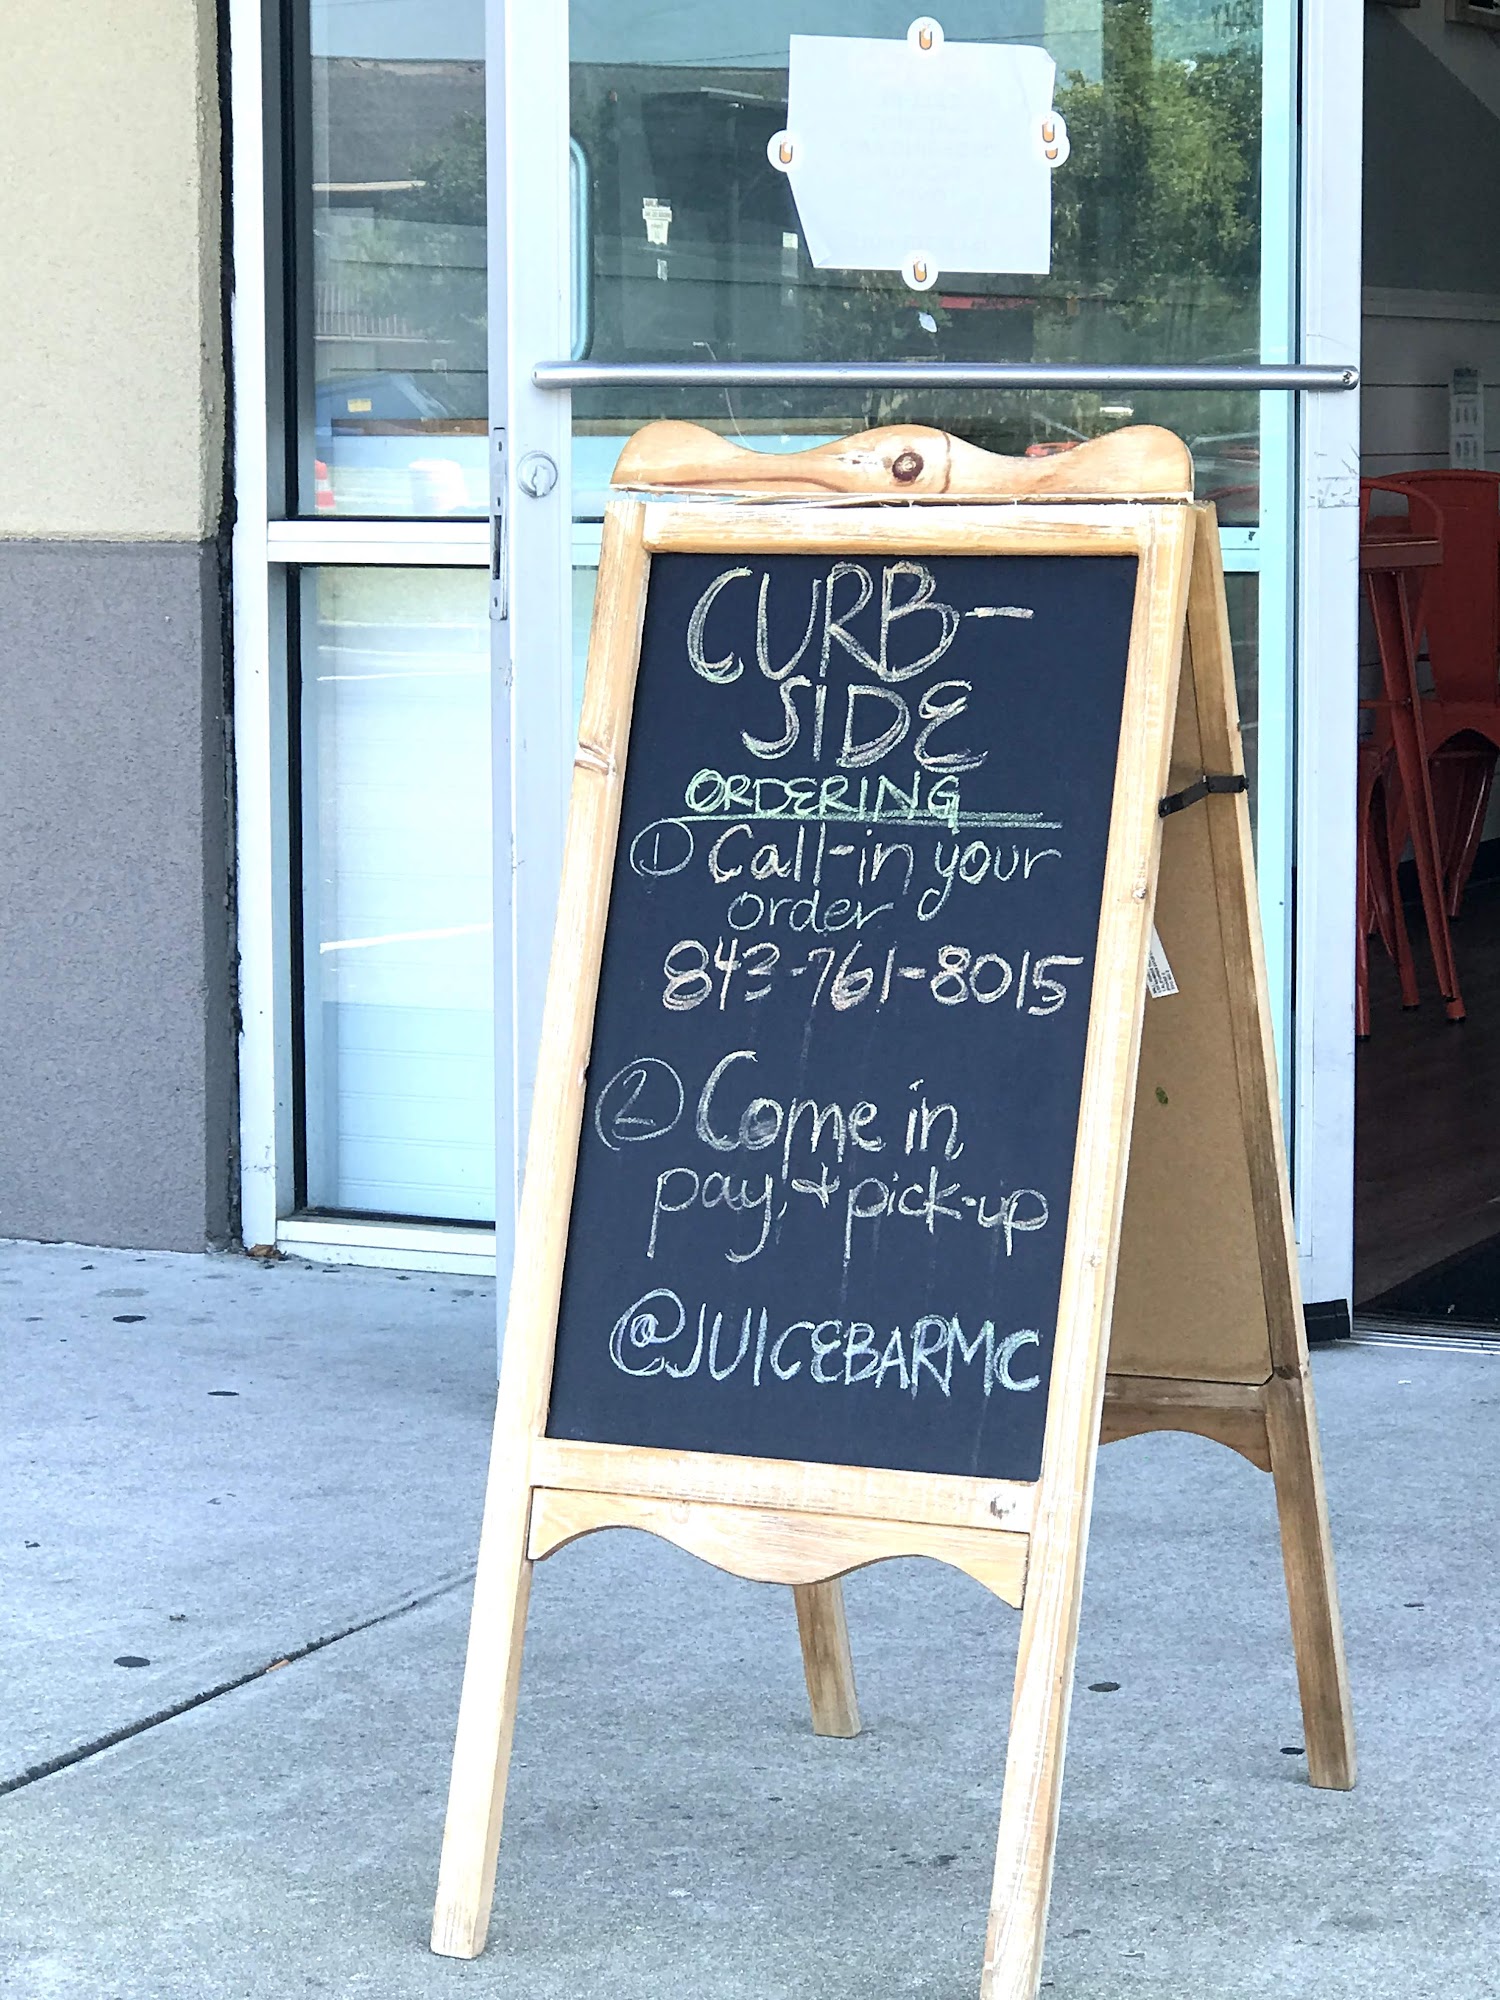 CURB-
SIDE
ORDERING
① Call-in your
order
843-761-8015
② Come in
pay, + pick-up
@JUICEBARMC